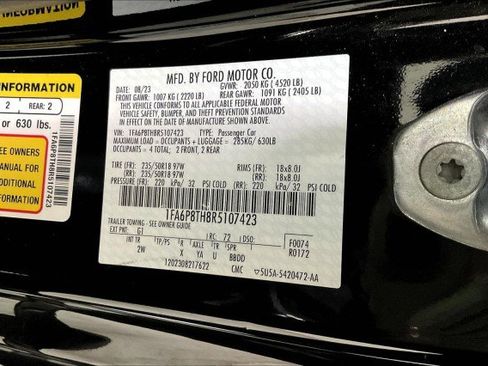 INFORMATION
INFORMATION
2 REAR: 2
or 630 lbs.
SEE OWNERS
MANUAL FOR
ADDITIONAL
INFORMATION
1FA6P8TH8R5107423
MFD. BY FORD MOTOR CO.
08/23 GVWR: 2050 KG ( 4520 LB)
FRONT GAWR: 1007 KG ( 2220 LB) REAR GAWR: 1091 KG ( 2405 LB)
THIS VEHICLE CONFORMS TO ALL APPLICABLE FEDERAL MOTOR
VEHICLE SAFETY, BUMPER, AND THEFT PREVENTION STANDARDS IN
EFFECT ON THE DATE OF MANUFACTURE SHOWN ABOVE.
VIN: 1FA6P8TH8R5107423 TYPE: Passenger Car
MAXIMUM LOAD = OCCUPANTS + LUGGAGE = 285KG/ 630LB
OCCUPANTS = 4 TOTAL; 2 FRONT, 2 REAR
TIRE (FR): 235/50R18 97W RIMS (FR): 18x8.0J
TIRE (RR): 235/50R18 97W RIMS (RR): 18x8.0J
PRESSURE (FR): 220 kPa/ 32 PSI COLD (RR): 220 kPa/ 32 PSI COLD
1FA6P8TH8R5107423
TRAILER TOWING - SEE OWNER GUIDE
EXT PNT: G1 RC: 72 DSO: F0074
INT TR TP/PS R AXLE TR SPR R0172
2W X V U BBDD
1202308217622 CMC 5U5A-5420472-AA